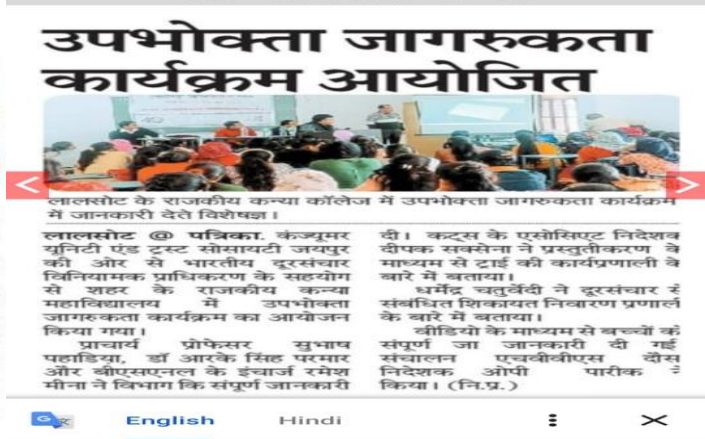 उपभोक्ता जागरुकता
कार्यक्रम आयोजित
<
>
लालसोट के राजकीय कन्या कॉलेज में उपभोक्ता जागरुकता कार्यक्रम
में जानकारी देते विशेषज्ञ।
लालसोट @ पत्रिका. कंज्यूमर
यूनिटी एंड ट्रस्ट सोसायटी जयपुर
की ओर से भारतीय दूरसंचार
विनियामक प्राधिकरण के सहयोग
से शहर के राजकीय कन्या
महाविद्यालय में उपभोक्ता
जागरुकता कार्यक्रम का आयोजन
किया गया।
प्राचार्य प्रोफेसर सुभाष
पहाडिया, डॉ आरके सिंह परमार
और बीएसएनल के इंचार्ज रमेश
मीना ने विभाग कि संपूर्ण जानकारी
दी। कट्स के एसोसिएट निदेशक
दीपक सक्सेना ने प्रस्तुतीकरण के
माध्यम से ट्राई की कार्यप्रणाली के
बारे में बताया।
धर्मेंद्र चतुर्वेदी ने दूरसंचार से
संबंधित शिकायत निवारण प्रणाली
के बारे में बताया।
वीडियो के माध्यम से बच्चों को
संपूर्ण जा जानकारी दी गई
संचालन एचवीवीएस दौस
निदेशक ओपी पारीक ने
किया। (नि.प्र.)
G
English Hindi